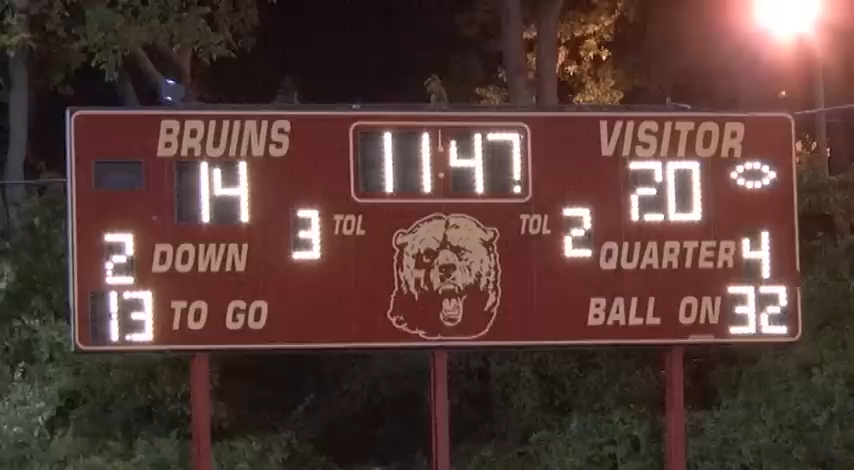 BRUINS 11:47 VISITOR
14 20
3 TOL TOL 2
2 DOWN QUARTER 4
13 TO GO BALL ON 32